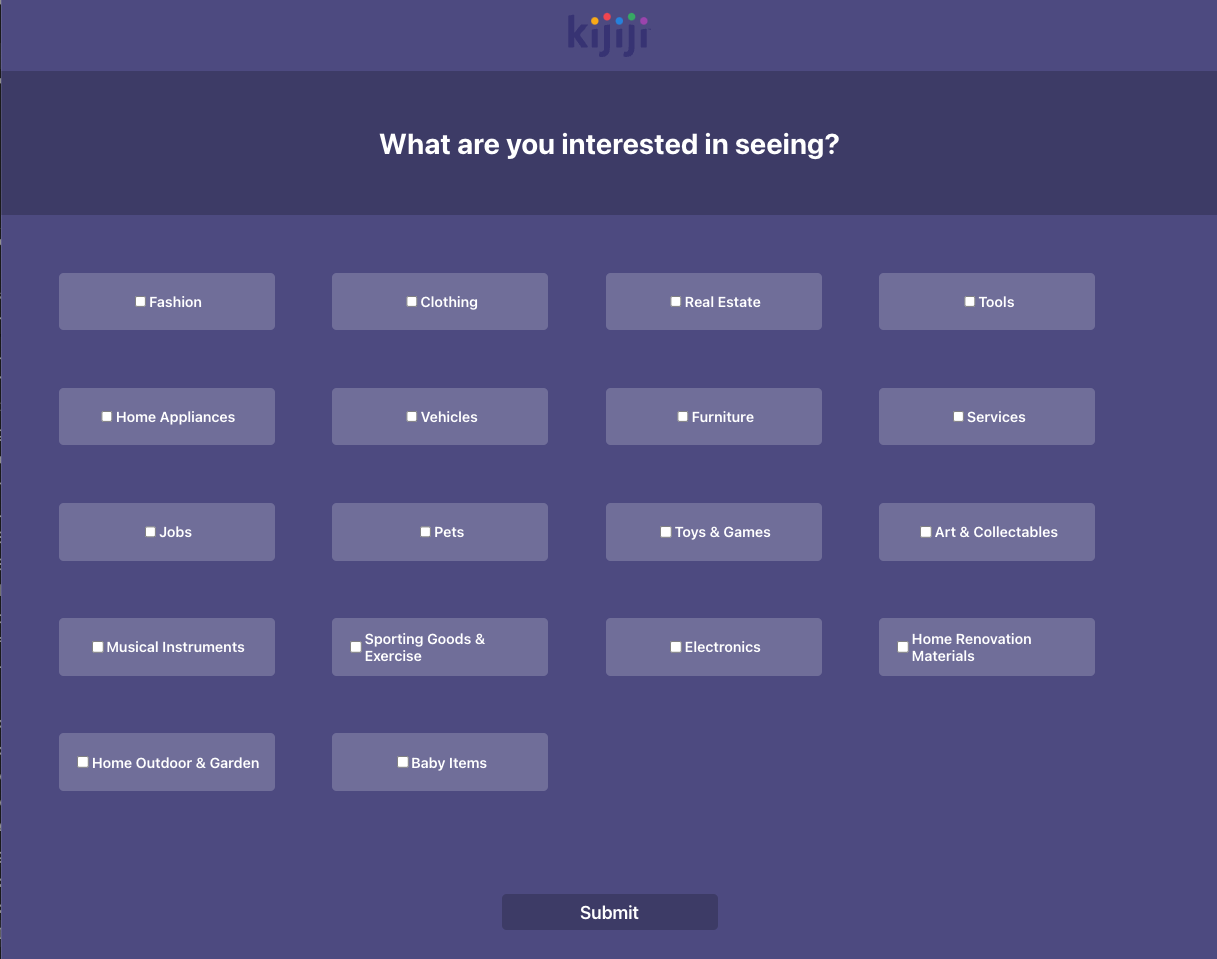 kijiji
What are you interested in seeing?
Fashion
Clothing
Real Estate
Tools
Home Appliances
Vehicles
Furniture
Services
Jobs
Pets
Toys & Games
Art & Collectables
Musical Instruments
Sporting Goods &
Exercise
Electronics
Home Renovation
Materials
Home Outdoor & Garden
Baby Items
Submit